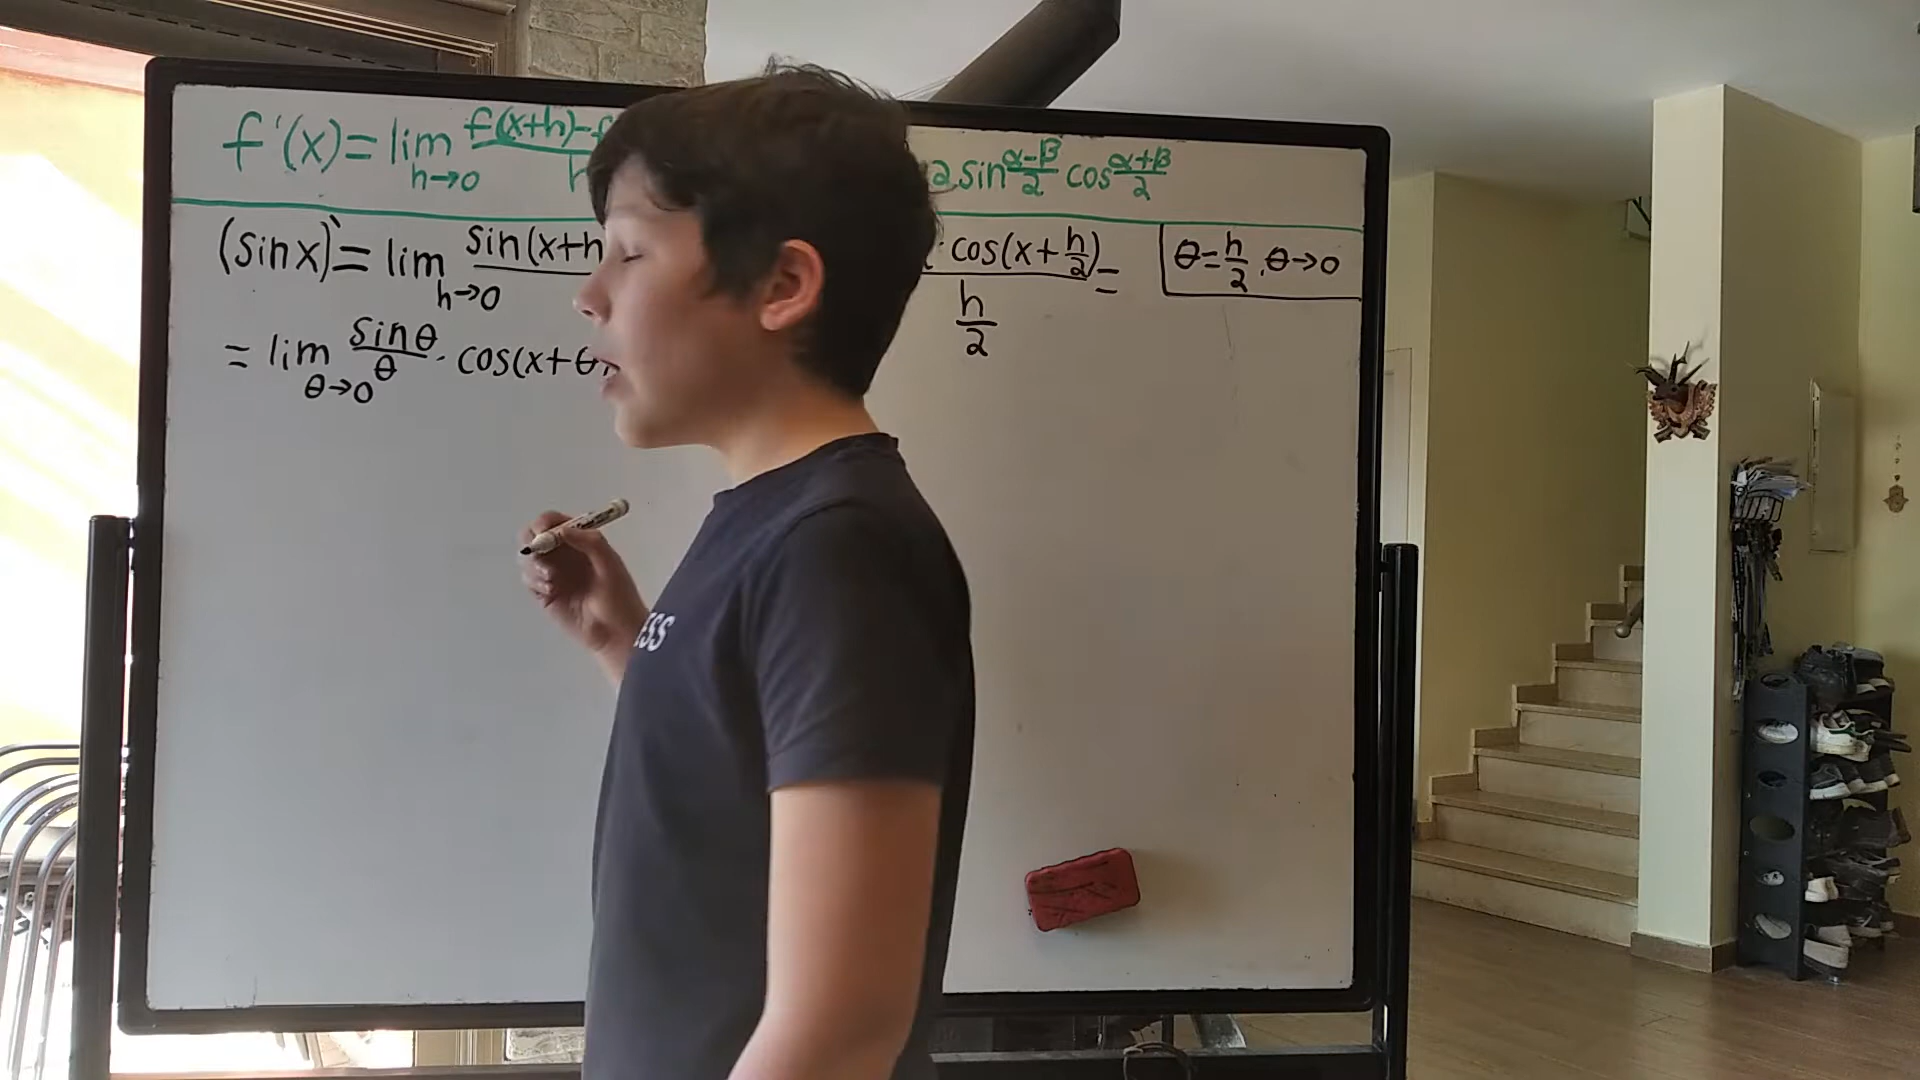 f'(x)=lim h→0 f(x+h)-f h
2 sin α-β/2 cos α+β/2
(sin x)'= lim h→0 sin(x+h
· cos(x+ h/2) / h/2 =
θ= h/2, θ→0
= lim θ→0 sinθ/θ · cos(x+θ
ESS